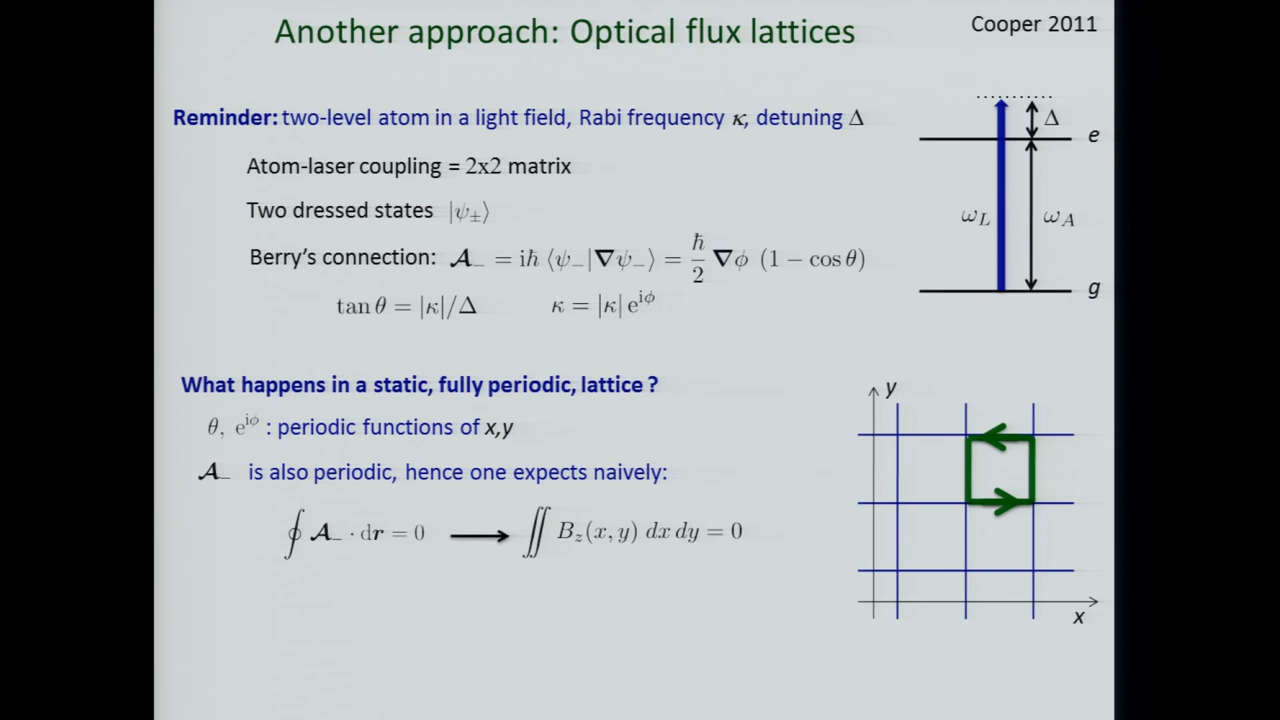 Another approach: Optical flux lattices
Cooper 2011
Reminder: two-level atom in a light field, Rabi frequency κ, detuning Δ
Atom-laser coupling = 2x2 matrix
Two dressed states |ψ±⟩
Berry's connection: 𝓐₋ = iħ ⟨ψ₋|∇ψ₋⟩ = ħ/2 ∇ϕ (1 − cos θ)
tan θ = |κ|/Δ κ = |κ| e^{iϕ}
Δ
e
ω_L
ω_A
g
What happens in a static, fully periodic, lattice ?
θ, e^{iϕ} : periodic functions of x,y
𝓐₋ is also periodic, hence one expects naively:
∮ 𝓐₋ · dr = 0 ⟶ ∬ B_z(x, y) dx dy = 0
y
x